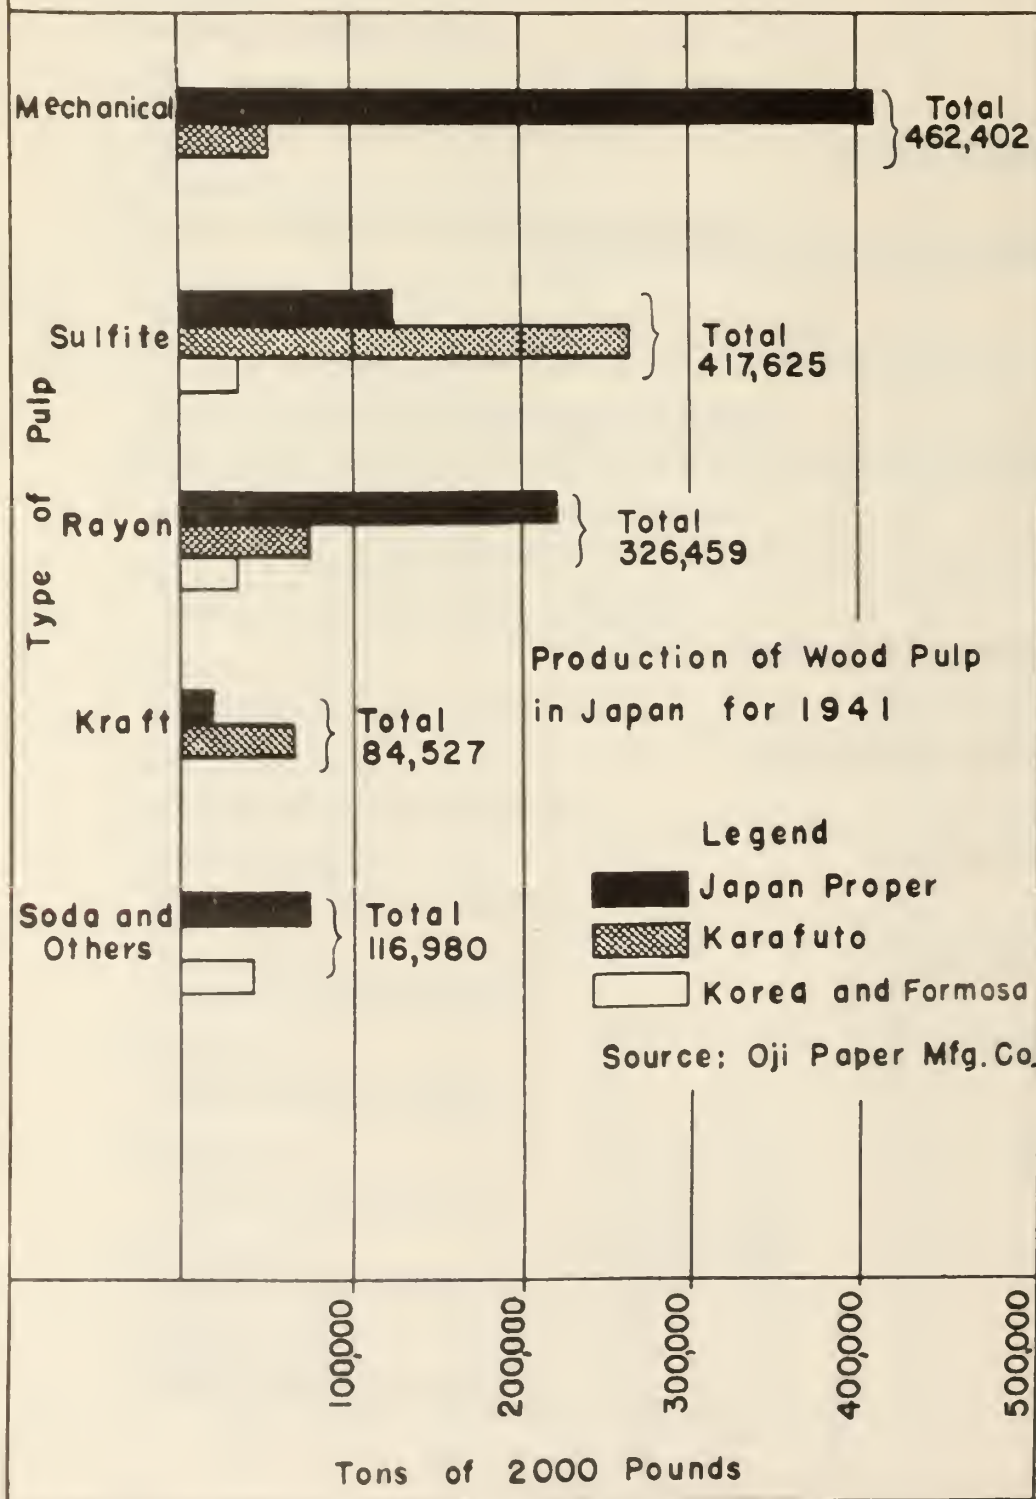 Mechanical
Total
462,402
Sulfite
Total
417,625
Type of Pulp
Rayon
Total
326,459
Production of Wood Pulp
in Japan for 1941
Kraft
Total
84,527
Legend
Japan Proper
Karafuto
Korea and Formosa
Soda and
Others
Total
116,980
Source: Oji Paper Mfg. Co.
100,000
200,000
300,000
400,000
500,000
Tons of 2000 Pounds